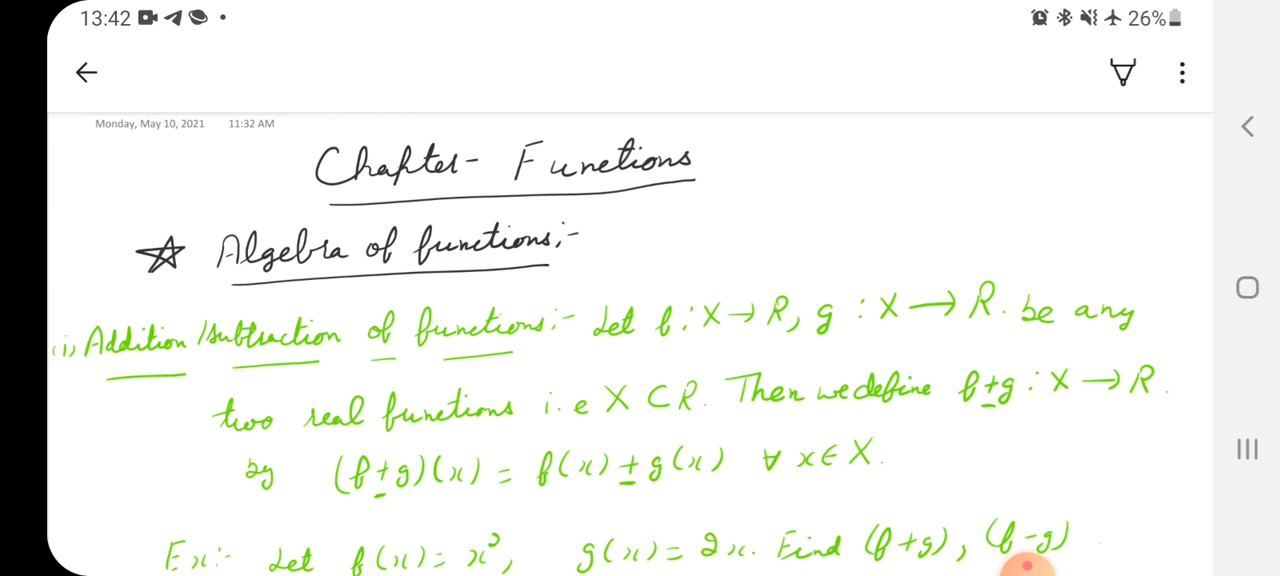 13:42 26%
Monday, May 10, 2021 11:32 AM
Chapter- Functions
☆ Algebra of functions:-
(i) Addition/Subtraction of functions:- Let f: X → R, g : X → R. be any
two real functions i.e X ⊂ R. Then we define f±g : X → R.
by (f±g)(x) = f(x) ± g(x) ∀ x ∈ X.
Ex:- Let f(x) = x², g(x) = 2x. Find (f+g), (f-g)